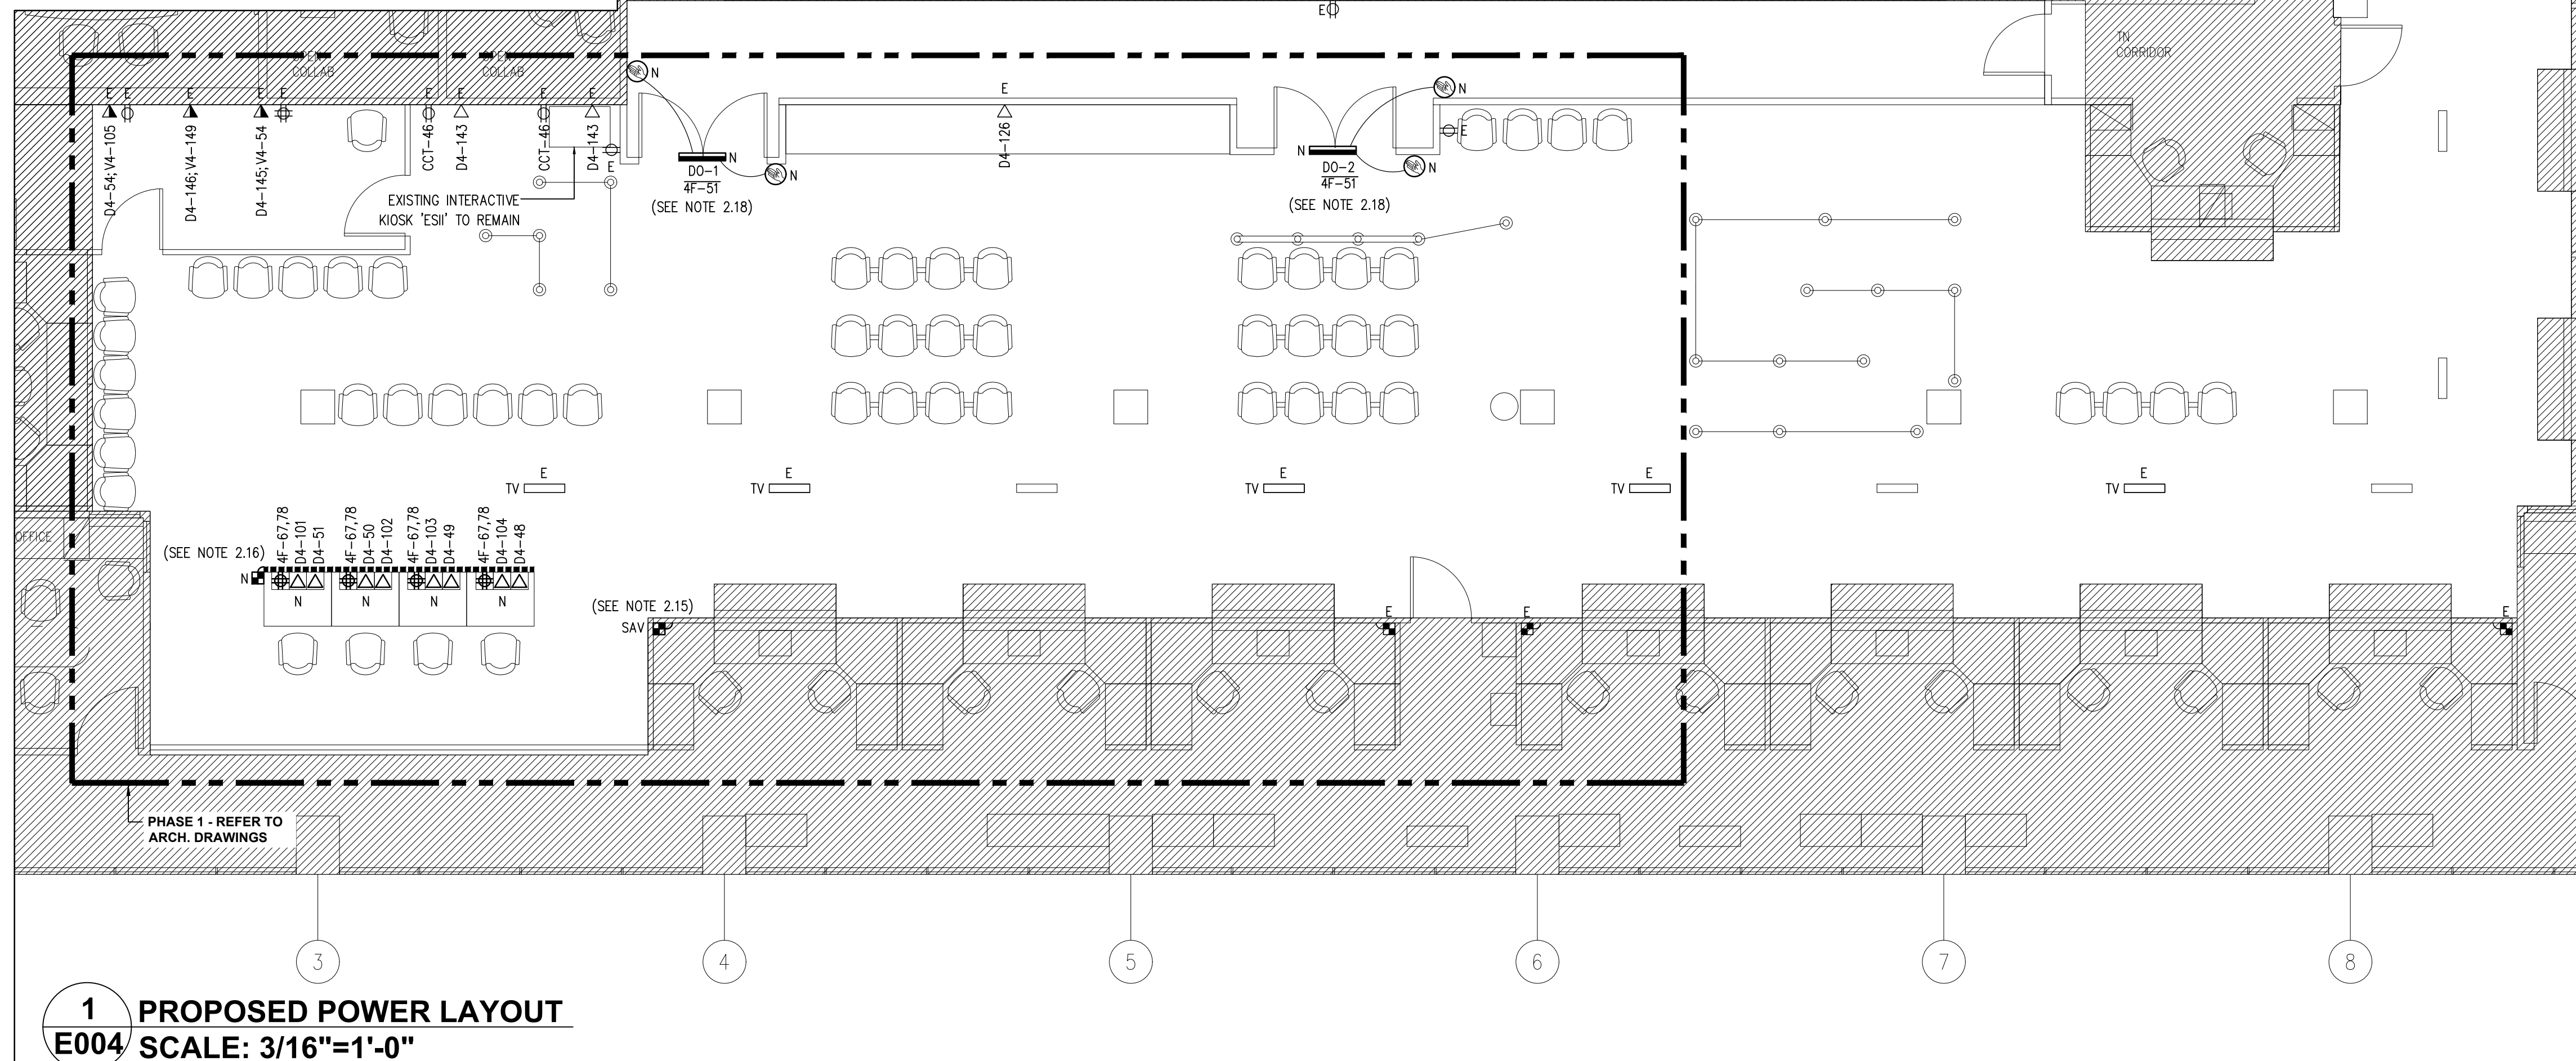 E
TN
CORRIDOR
OPEN
COLLAB
OPEN
COLLAB
N
N
E
E
E
E
E
E
E
E
E
E
D4-54;V4-105
D4-146;V4-149
D4-145;V4-54
CCT-46
D4-143
CCT-46
D4-143
E
D4-126
E
N
DO-1
4F-51
N
(SEE NOTE 2.18)
N
DO-2
4F-51
N
(SEE NOTE 2.18)
EXISTING INTERACTIVE
KIOSK 'ESII' TO REMAIN
E
TV
E
TV
E
TV
E
TV
E
TV
OFFICE
(SEE NOTE 2.16)
N
4F-67,78
D4-101
D4-51
4F-67,78
D4-50
D4-102
4F-67,78
D4-103
D4-49
4F-67,78
D4-104
D4-48
N
N
N
N
(SEE NOTE 2.15)
SAV
E
E
E
PHASE 1 - REFER TO
ARCH. DRAWINGS
3
4
5
6
7
8
1
PROPOSED POWER LAYOUT
E004
SCALE: 3/16"=1'-0"